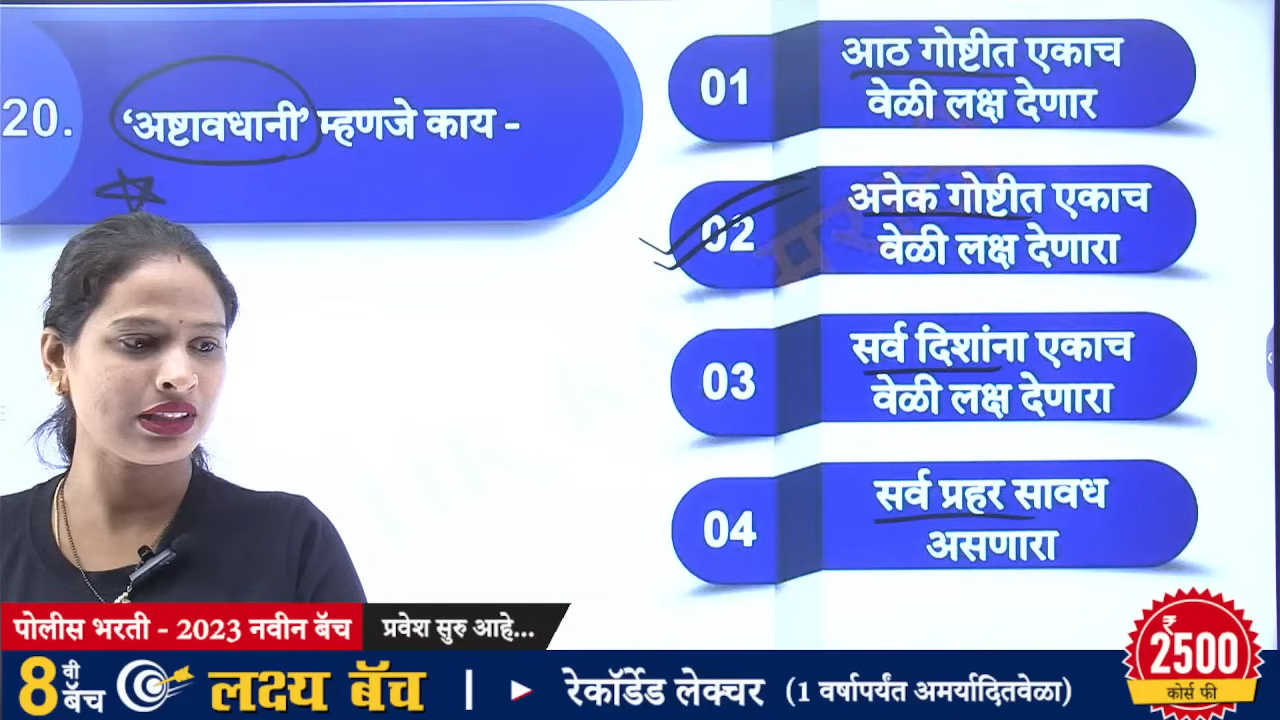 20.
‘अष्टावधानी’ म्हणजे काय -
01
आठ गोष्टीत एकाच
वेळी लक्ष देणार
02
अनेक गोष्टीत एकाच
वेळी लक्ष देणारा
03
सर्व दिशांना एकाच
वेळी लक्ष देणारा
04
सर्व प्रहर सावध
असणारा
पोलीस भरती - 2023 नवीन बॅच
प्रवेश सुरु आहे...
8 वी बॅच
लक्ष्य बॅच
रेकॉर्डेड लेक्चर (1 वर्षापर्यंत अमर्यादितवेळा)
₹
2500
कोर्स फी